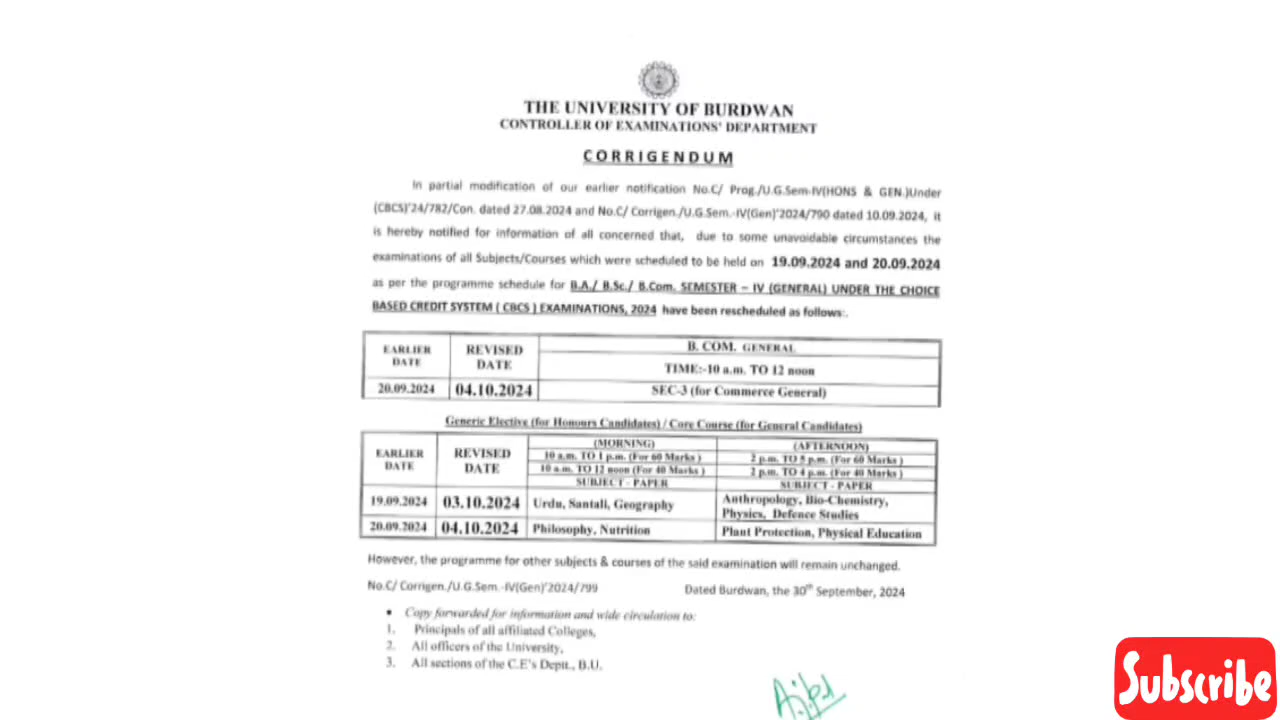 THE UNIVERSITY OF BURDWAN
CONTROLLER OF EXAMINATIONS' DEPARTMENT
CORRIGENDUM
In partial modification of our earlier notification No.C/ Prog./U.G.Sem-IV(HONS & GEN.)Under
(CBCS)'24/782/Con. dated 27.08.2024 and No.C/ Corrigen./U.G.Sem.-IV(Gen)'2024/790 dated 10.09.2024, it
is hereby notified for information of all concerned that, due to some unavoidable circumstances the
examinations of all Subjects/Courses which were scheduled to be held on 19.09.2024 and 20.09.2024
as per the programme schedule for B.A./ B.Sc./ B.Com. SEMESTER – IV (GENERAL) UNDER THE CHOICE
BASED CREDIT SYSTEM ( CBCS ) EXAMINATIONS, 2024 have been rescheduled as follows:.
EARLIER DATE REVISED DATE B. COM. GENERAL
TIME:-10 a.m. TO 12 noon
20.09.2024 04.10.2024 SEC-3 (for Commerce General)
Generic Elective (for Honours Candidates) / Core Course (for General Candidates)
EARLIER DATE REVISED DATE (MORNING) (AFTERNOON)
10 a.m. TO 1 p.m. (For 60 Marks ) 2 p.m. TO 5 p.m. (For 60 Marks )
10 a.m. TO 12 noon (For 40 Marks ) 2 p.m. TO 4 p.m. (For 40 Marks )
SUBJECT - PAPER SUBJECT - PAPER
19.09.2024 03.10.2024 Urdu, Santali, Geography Anthropology, Bio-Chemistry,
Physics, Defence Studies
20.09.2024 04.10.2024 Philosophy, Nutrition Plant Protection, Physical Education
However, the programme for other subjects & courses of the said examination will remain unchanged.
No.C/ Corrigen./U.G.Sem.-IV(Gen)'2024/799 Dated Burdwan, the 30th September, 2024
• Copy forwarded for information and wide circulation to:
1. Principals of all affiliated Colleges,
2. All officers of the University,
3. All sections of the C.E's Deptt., B.U.
Subscribe